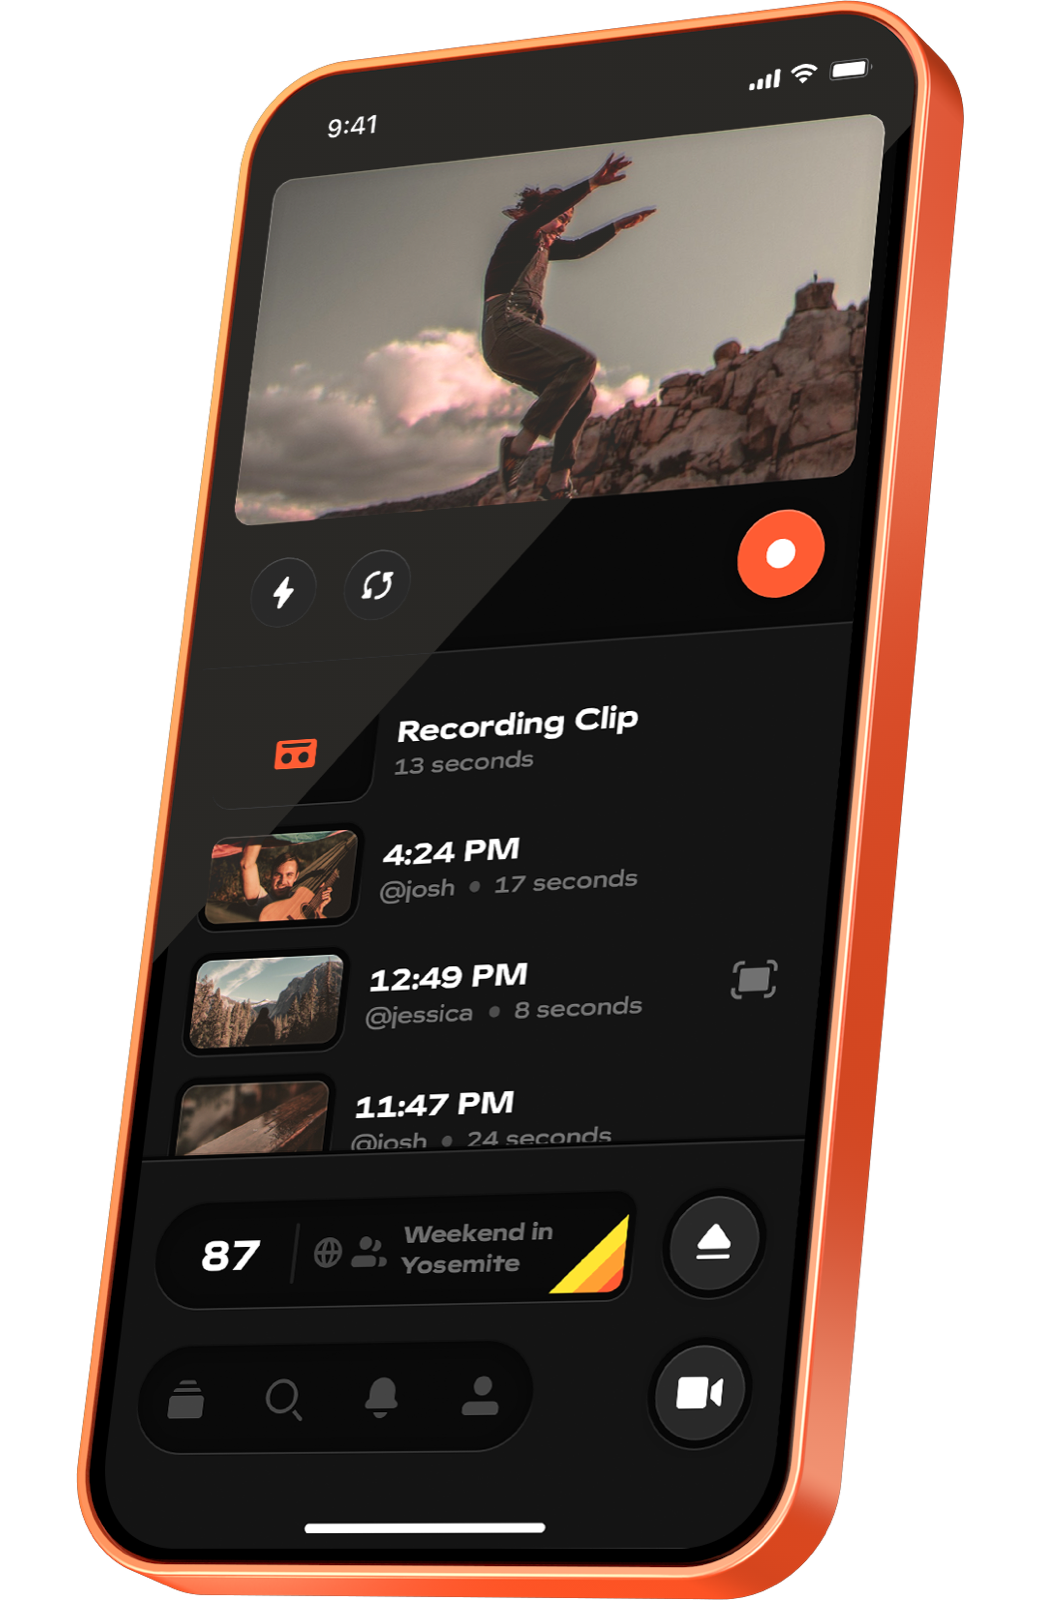 9:41
Recording Clip
13 seconds
4:24 PM
@josh • 17 seconds
12:49 PM
@jessica • 8 seconds
11:47 PM
@josh • 24 seconds
87
Weekend in
Yosemite